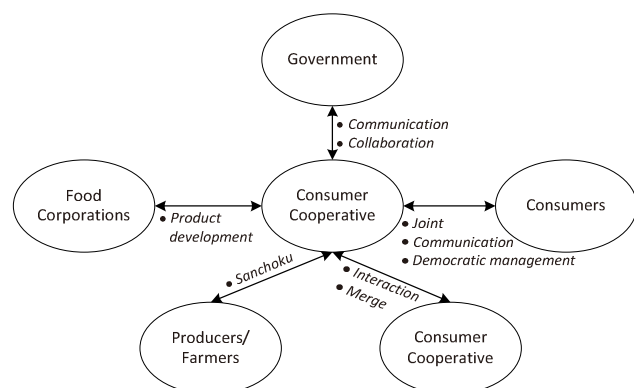 Government
• Communication
• Collaboration
Food
Corporations
• Product
development
Consumer
Cooperative
Consumers
• Joint
• Communication
• Democratic management
• Sanchoku
• Interaction
• Merge
Producers/
Farmers
Consumer
Cooperative